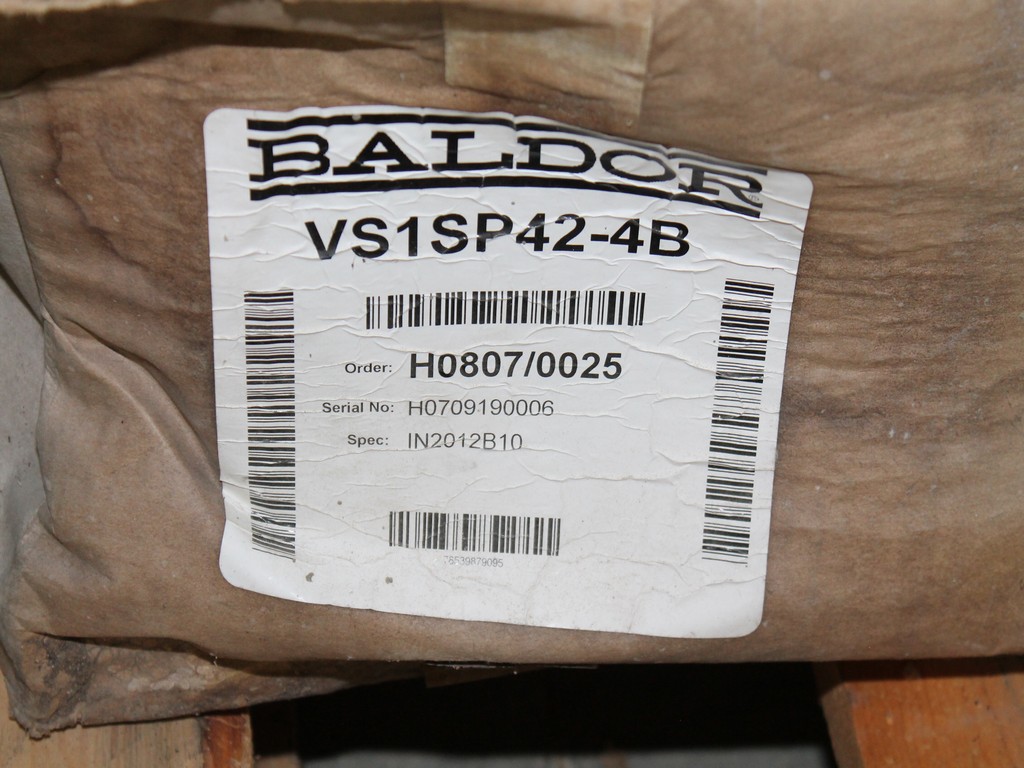 BALDOR
VS1SP42-4B
Order: H0807/0025
Serial No: H0709190006
Spec: IN2012B10